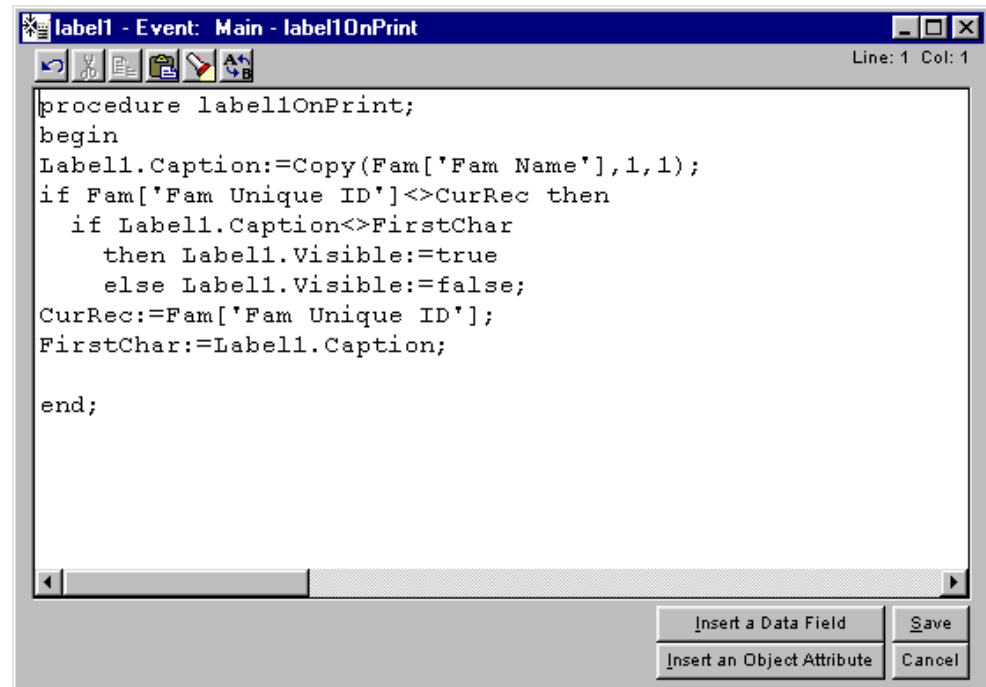 label1 - Event: Main - label1OnPrint
Line: 1 Col: 1
procedure label1OnPrint;
begin
Label1.Caption:=Copy(Fam['Fam Name'],1,1);
if Fam['Fam Unique ID']<>CurRec then
  if Label1.Caption<>FirstChar
    then Label1.Visible:=true
    else Label1.Visible:=false;
CurRec:=Fam['Fam Unique ID'];
FirstChar:=Label1.Caption;
end;
Insert a Data Field
Save
Insert an Object Attribute
Cancel